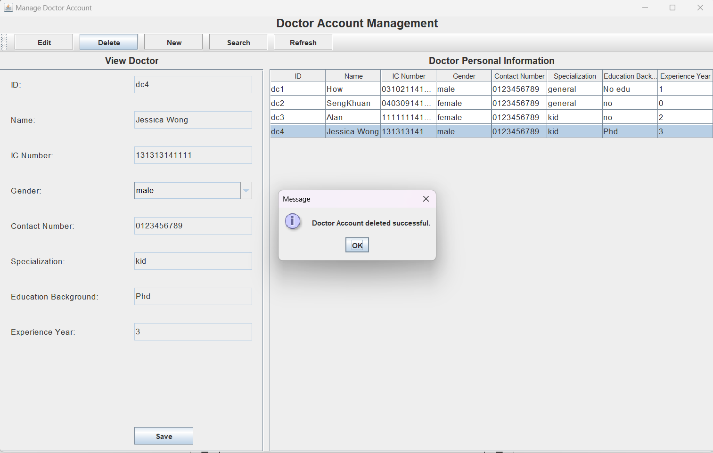 Manage Doctor Account
Doctor Account Management
Edit Delete New Search Refresh
View Doctor
ID: dc4
Name: Jessica Wong
IC Number: 131313141111
Gender: male
Contact Number: 0123456789
Specialization: kid
Education Background: Phd
Experience Year: 3
Save
Doctor Personal Information
ID Name IC Number Gender Contact Number Specialization Education Back... Experience Year
dc1 How 031021141... male 0123456789 general No edu 1
dc2 SengKhuan 040309141... female 0123456789 general no 0
dc3 Alan 111111141... female 0123456789 kid no 2
dc4 Jessica Wong 131313141... male 0123456789 kid Phd 3
Message
Doctor Account deleted successful.
OK